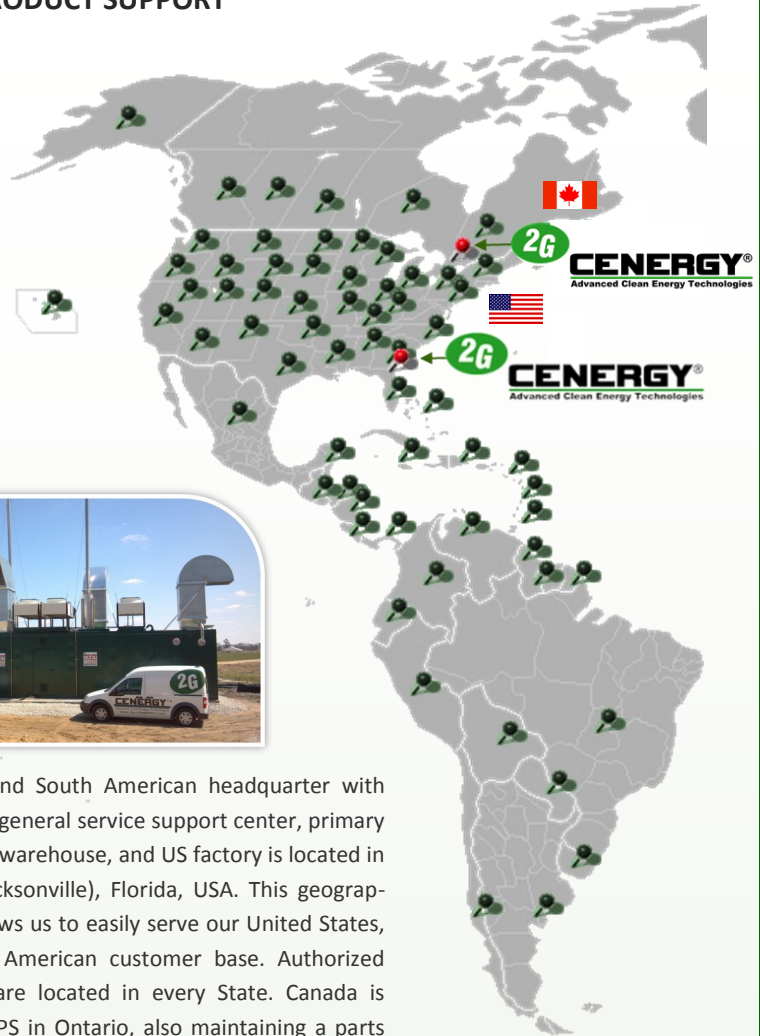 RODUCT SUPPORT
2G
CENERGY®
Advanced Clean Energy Technologies
2G
CENERGY®
Advanced Clean Energy Technologies
2G
CENERGY
nd South American headquarter with
general service support center, primary
warehouse, and US factory is located in
cksonville), Florida, USA. This geograp-
ws us to easily serve our United States,
American customer base. Authorized
are located in every State. Canada is
PS in Ontario, also maintaining a parts